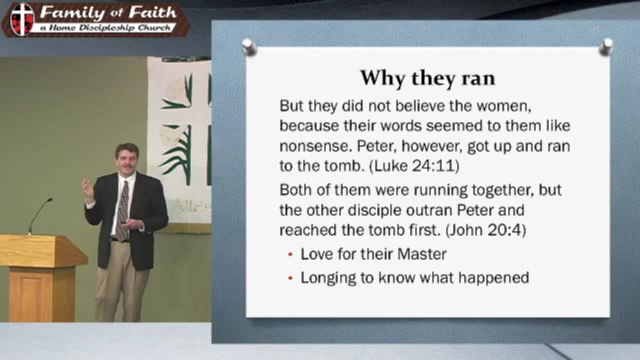 Family of Faith
a Home Discipleship Church
Why they ran
But they did not believe the women,
because their words seemed to them like
nonsense. Peter, however, got up and ran
to the tomb. (Luke 24:11)
Both of them were running together, but
the other disciple outran Peter and
reached the tomb first. (John 20:4)
• Love for their Master
• Longing to know what happened